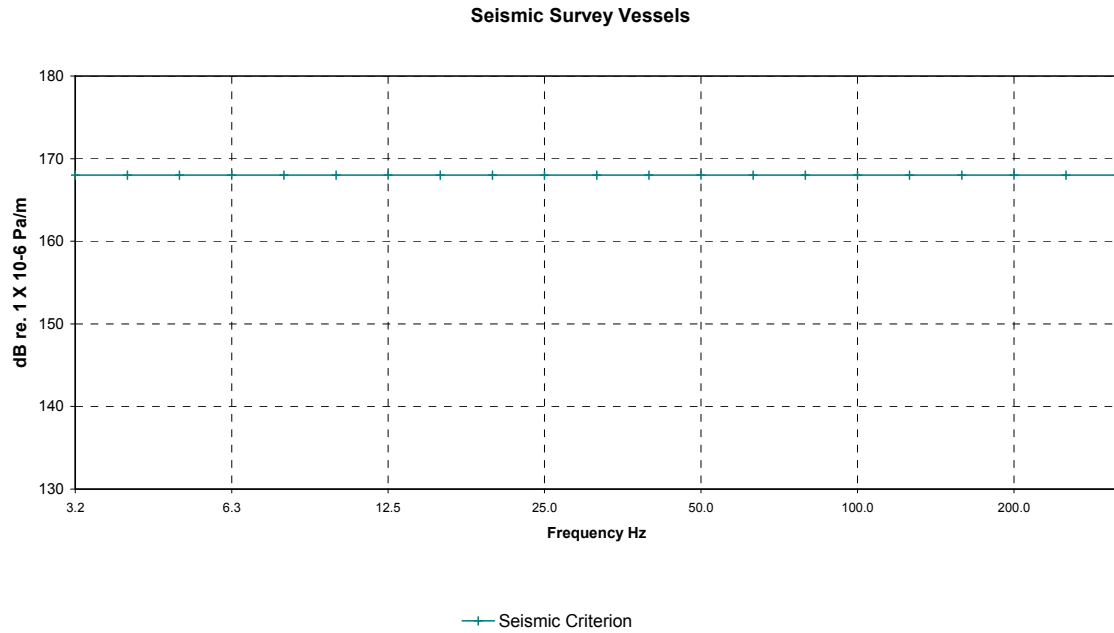 Seismic Survey Vessels
180
170
160
150
140
130
dB re. 1 X 10-6 Pa/m
3.2 6.3 12.5 25.0 50.0 100.0 200.0
Frequency Hz
Seismic Criterion